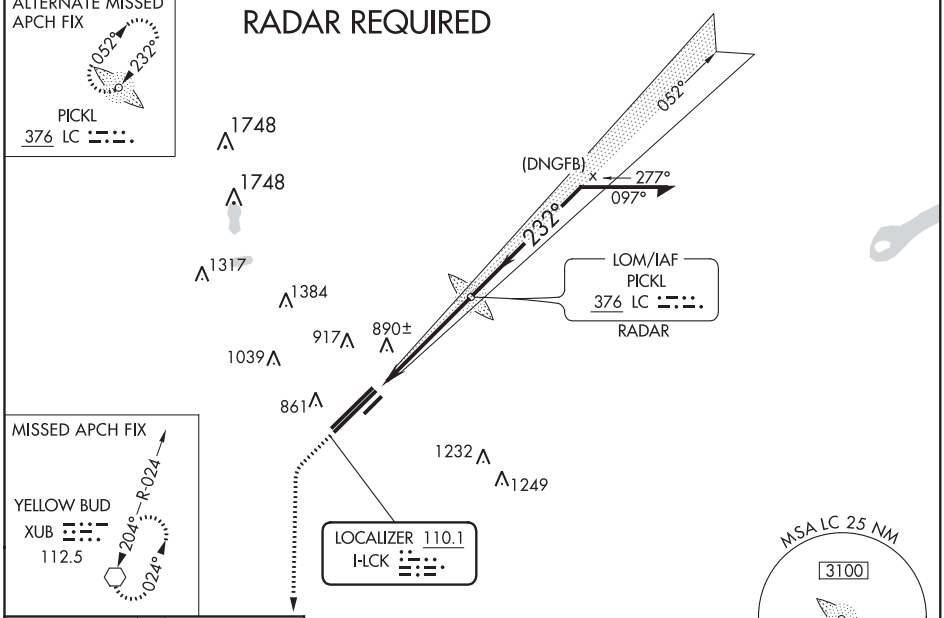 ALTERNATE MISSED
APCH FIX
052°
232°
PICKL
376 LC
RADAR REQUIRED
1748
1748
1317
1384
917
890±
1039
861
1232
1249
052°
(DNGFB)
277°
097°
232°
LOM/IAF
PICKL
376 LC
RADAR
MISSED APCH FIX
R-024
204°
024°
YELLOW BUD
XUB
112.5
LOCALIZER 110.1
I-LCK
MSA LC 25 NM
3100